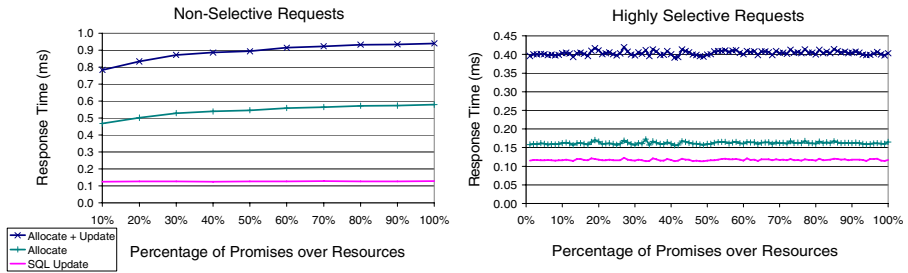 Non-Selective Requests
Response Time (ms)
1.0
0.9
0.8
0.7
0.6
0.5
0.4
0.3
0.2
0.1
0.0
10% 20% 30% 40% 50% 60% 70% 80% 90% 100%
Percentage of Promises over Resources
Allocate + Update
Allocate
SQL Update
Highly Selective Requests
Response Time (ms)
0.45
0.40
0.35
0.30
0.25
0.20
0.15
0.10
0.05
0.00
0% 10% 20% 30% 40% 50% 60% 70% 80% 90% 100%
Percentage of Promises over Resources